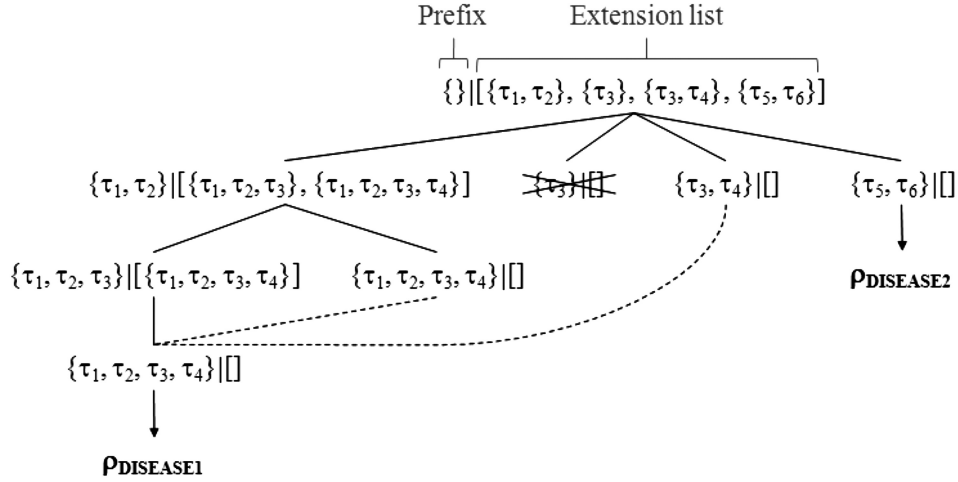 Prefix Extension list
{}|[{τ1, τ2}, {τ3}, {τ3, τ4}, {τ5, τ6}]
{τ1, τ2}|[{τ1, τ2, τ3}, {τ1, τ2, τ3, τ4}] {τ3}|[] {τ3, τ4}|[] {τ5, τ6}|[]
{τ1, τ2, τ3}|[{τ1, τ2, τ3, τ4}] {τ1, τ2, τ3, τ4}|[] ρDISEASE2
{τ1, τ2, τ3, τ4}|[]
ρDISEASE1